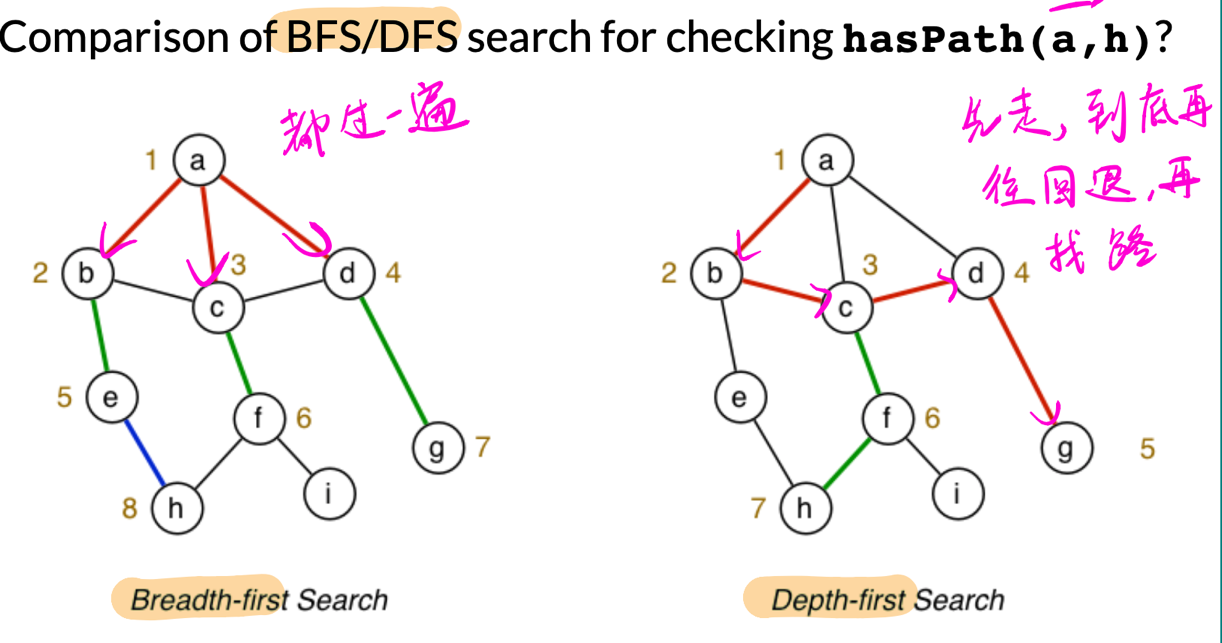 Comparison of BFS/DFS search for checking hasPath(a,h)?
都过一遍
先走，到底再
往回退，再
找路
1 a
2 b
3
c
d 4
5 e
f 6
g 7
8 h
i
Breadth-first Search
1 a
2 b
3
c
d 4
e
f 6
g 5
7 h
i
Depth-first Search